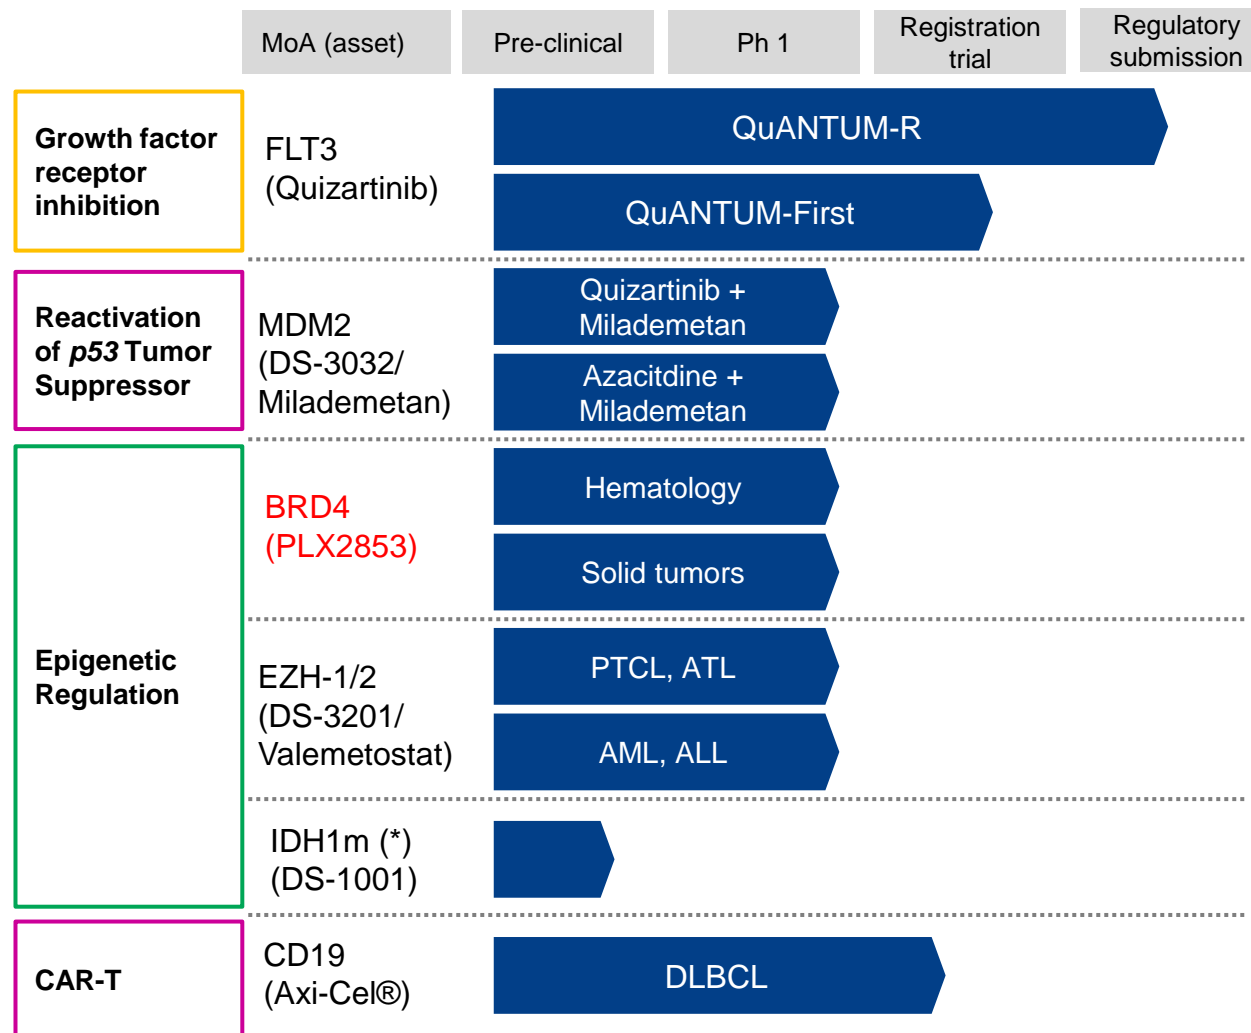 MoA (asset)
Pre-clinical
Ph 1
Registration
trial
Regulatory
submission
Growth factor
receptor
inhibition
FLT3
(Quizartinib)
QuANTUM-R
QuANTUM-First
Reactivation
of p53 Tumor
Suppressor
MDM2
(DS-3032/
Milademetan)
Quizartinib +
Milademetan
Azacitdine +
Milademetan
Epigenetic
Regulation
BRD4
(PLX2853)
Hematology
Solid tumors
EZH-1/2
(DS-3201/
Valemetostat)
PTCL, ATL
AML, ALL
IDH1m (*)
(DS-1001)
CAR-T
CD19
(Axi-Cel®)
DLBCL